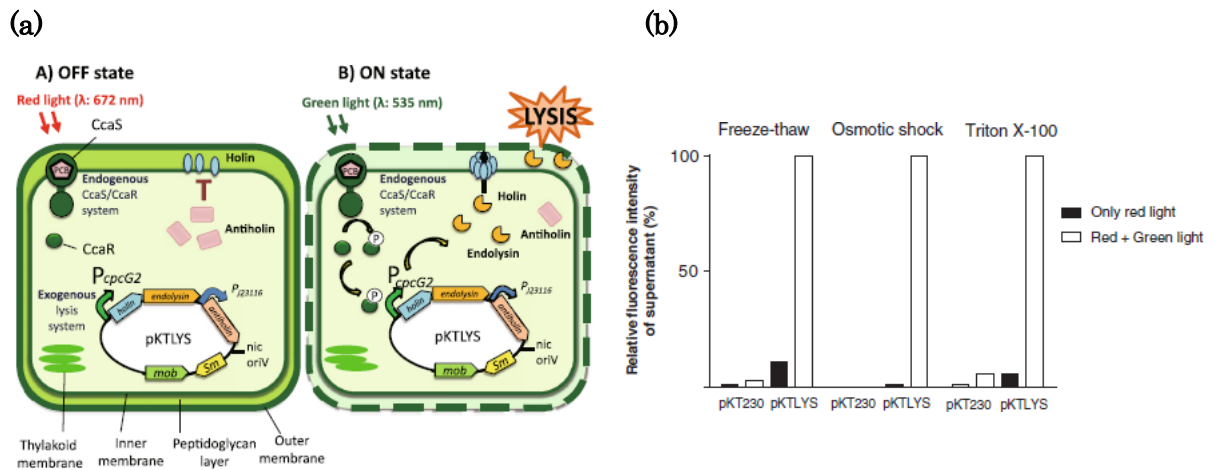 (a)
A) OFF state
Red light (λ: 672 nm)
CcaS
PCB
Holin
Endogenous
CcaS/CcaR
system
Antiholin
CcaR
PcpcG2
Exogenous
lysis
system
holin
endolysin
PJ23116
antiholin
pKTLYS
nic
oriV
Sm
mob
Thylakoid
membrane
Inner
membrane
Peptidoglycan
layer
Outer
membrane
B) ON state
Green light (λ: 535 nm)
LYSIS
PCB
Endogenous
CcaS/CcaR
system
Holin
P
Antiholin
Endolysin
P
PcpcG2
holin
endolysin
PJ23116
antiholin
pKTLYS
nic
oriV
Sm
mob
(b)
Freeze-thaw Osmotic shock Triton X-100
Relative fluorescence intensity
of supernatant (%)
100
50
Only red light
Red + Green light
pKT230 pKTLYS pKT230 pKTLYS pKT230 pKTLYS